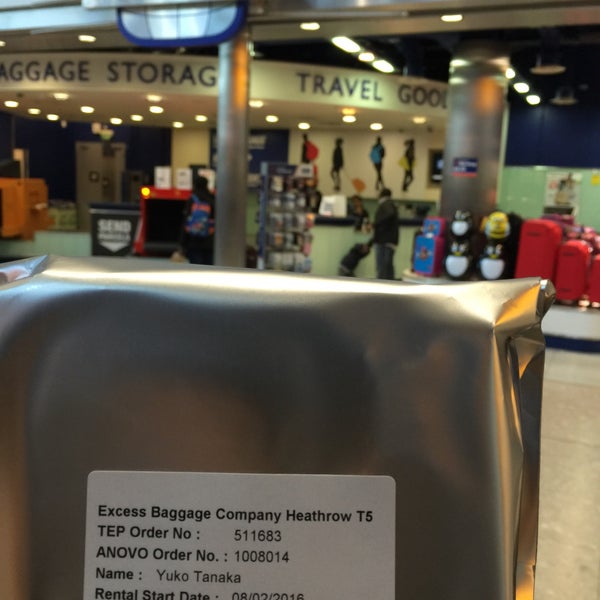 AGGAGE STORAG
TRAVEL GOO
SEND
Excess Baggage Company Heathrow T5
TEP Order No : 511683
ANOVO Order No. : 1008014
Name : Yuko Tanaka
Rental Start Date : 08/02/2016